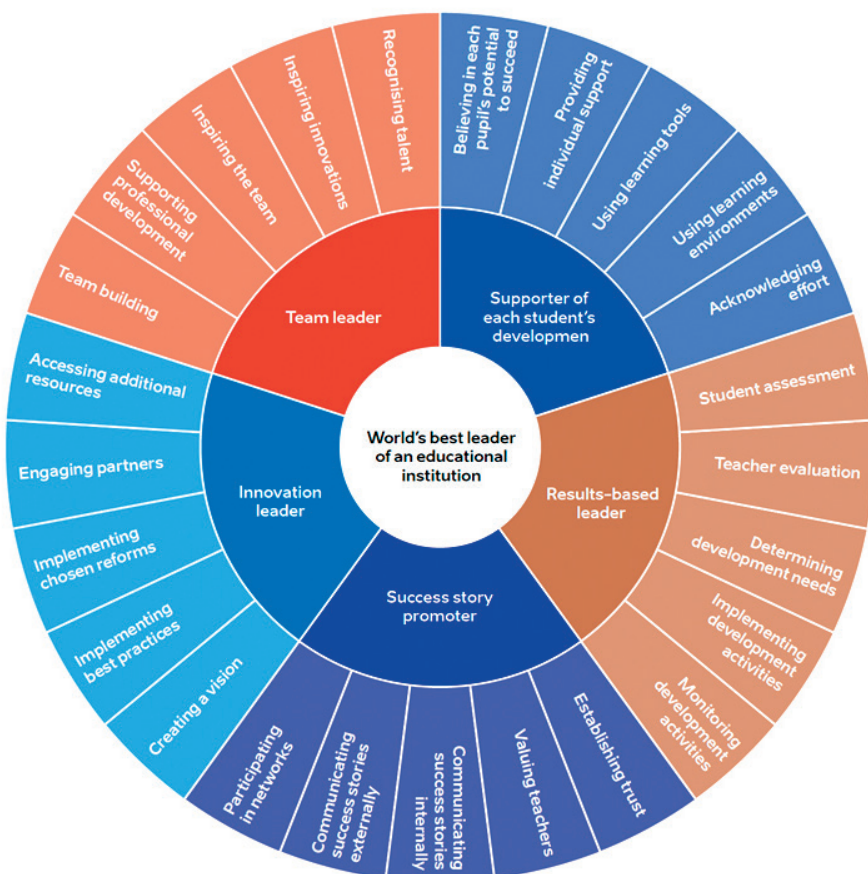 World's best leader
of an educational
institution
Supporter of
each student's
developmen
Believing in each
pupil's potential
to succeed
Providing
individual support
Using learning tools
Using learning
environments
Acknowledging
effort
Results-based
leader
Student assessment
Teacher evaluation
Determining
development needs
Implementing
development
activities
Monitoring
development
activities
Success story
promoter
Establishing trust
Valuing teachers
Communicating
success stories
internally
Communicating
success stories
externally
Participating
in networks
Innovation
leader
Creating a vision
Implementing
best practices
Implementing
chosen reforms
Engaging partners
Accessing additional
resources
Team leader
Team building
Supporting
professional
development
Inspiring the team
Inspiring innovations
Recognising talent